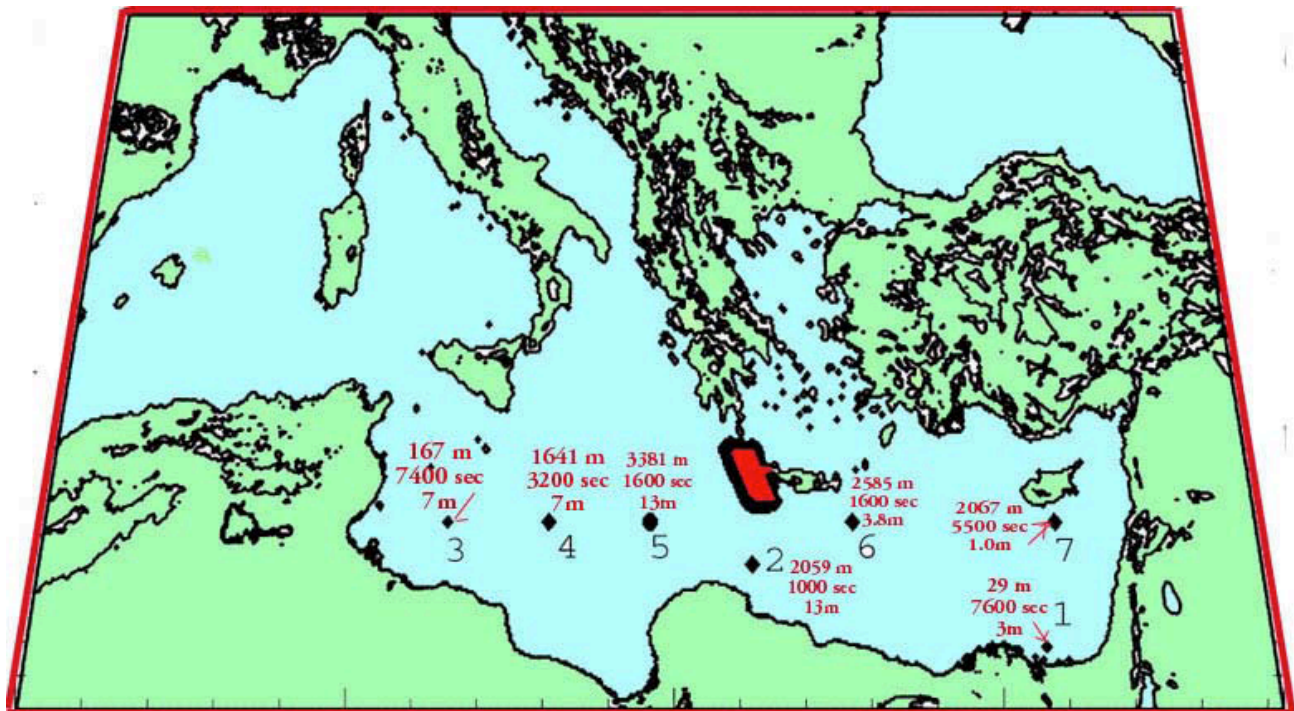 167 m
7400 sec
7 m
3
1641 m
3200 sec
7m
4
3381 m
1600 sec
13m
5
2
2059 m
1000 sec
13m
2585 m
1600 sec
3.8m
6
2067 m
5500 sec
1.0m
7
29 m
7600 sec
3m
1